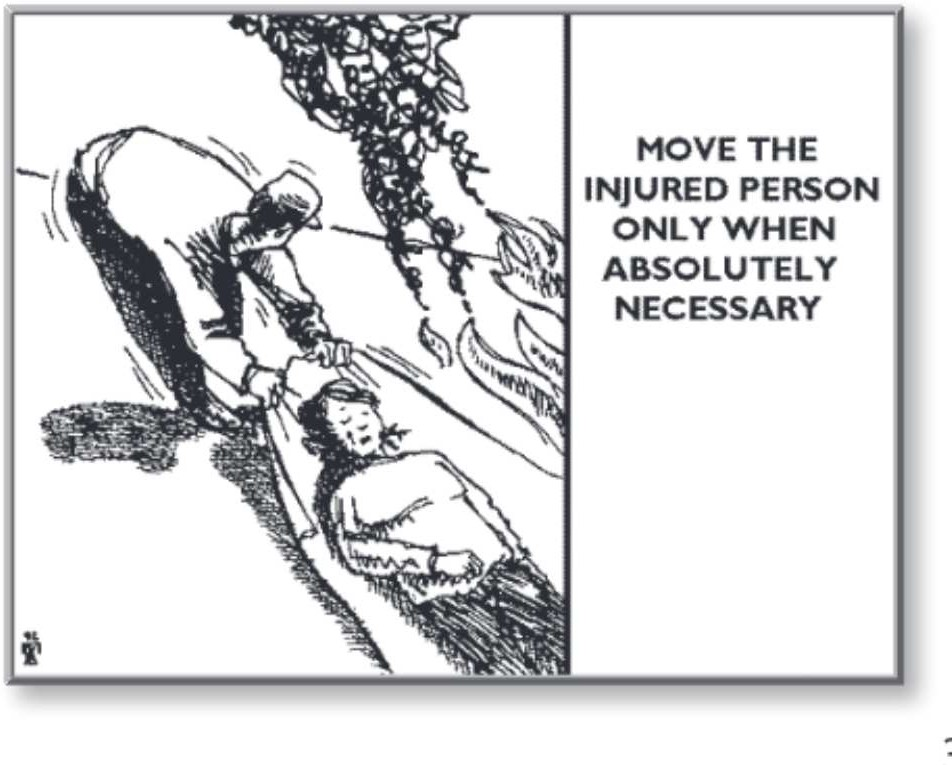 MOVE THE
INJURED PERSON
ONLY WHEN
ABSOLUTELY
NECESSARY